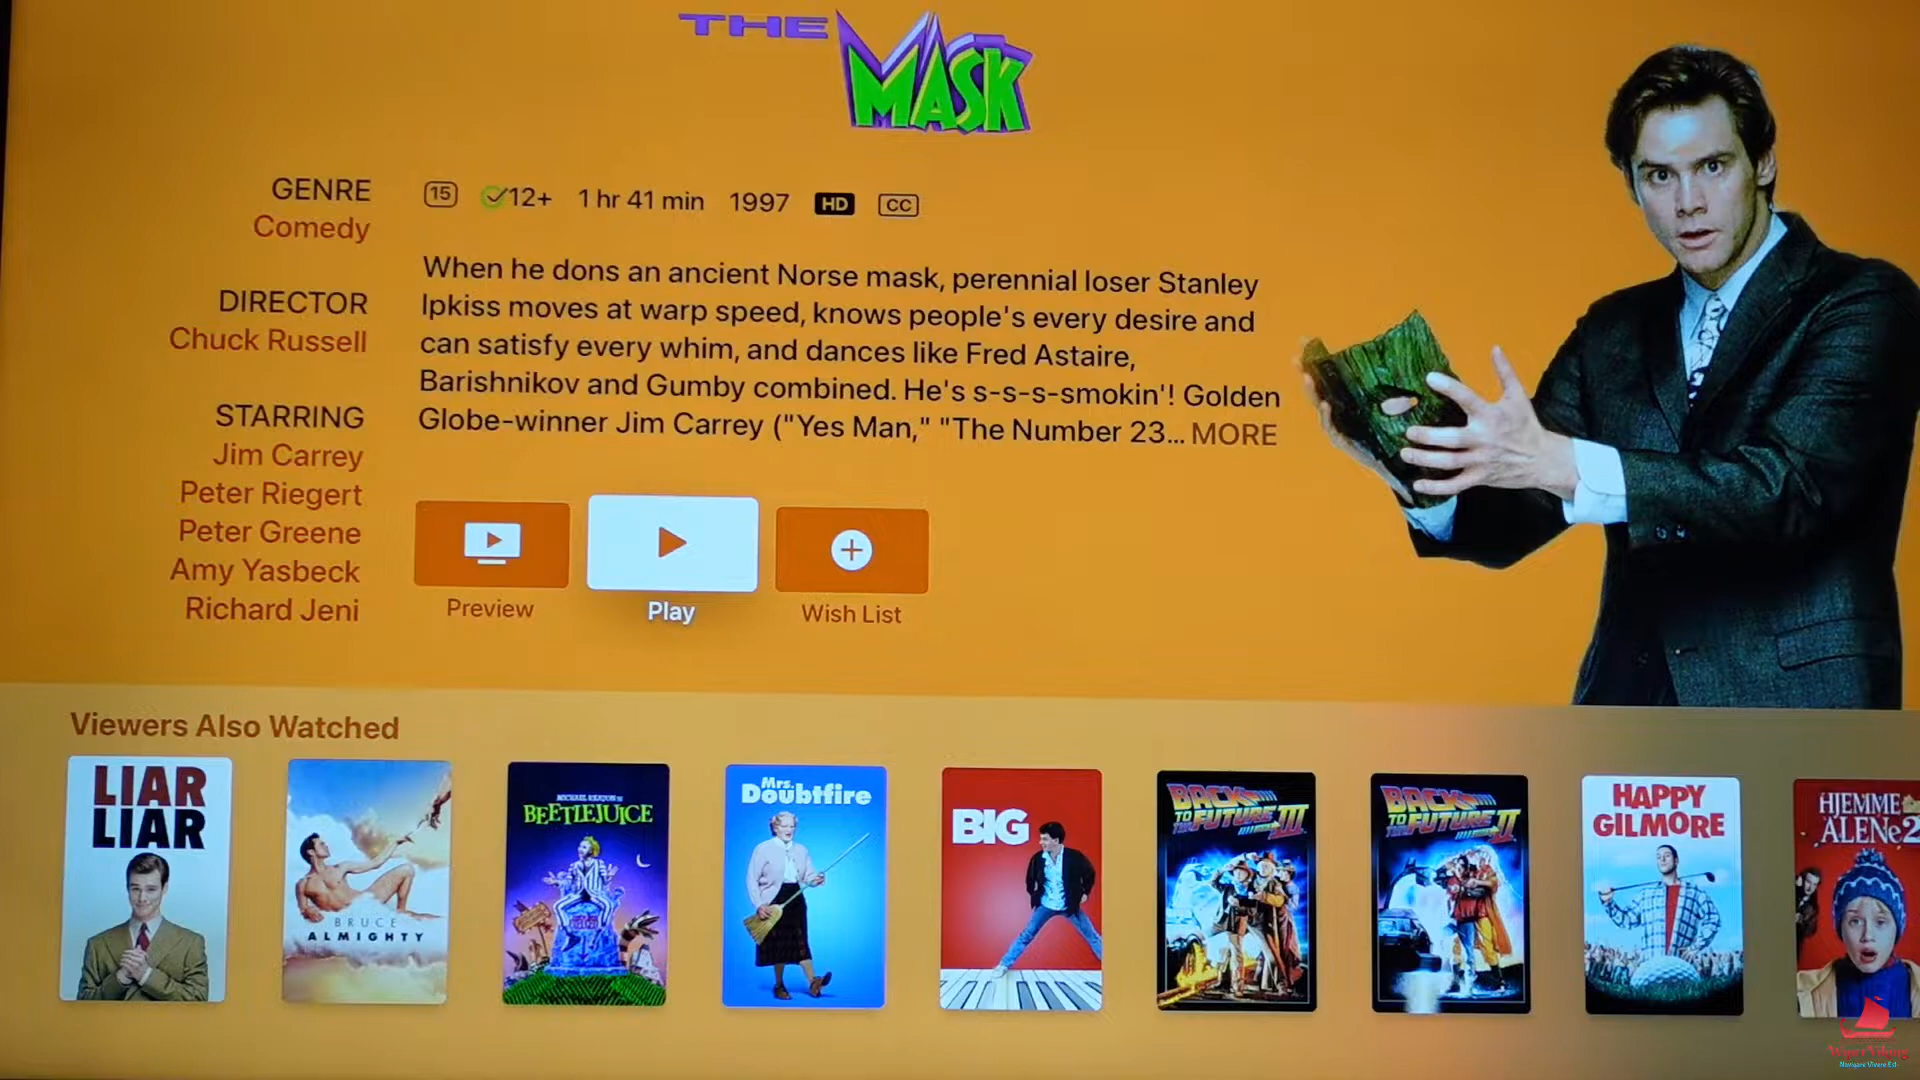 THE MASK
GENRE
Comedy
DIRECTOR
Chuck Russell
STARRING
Jim Carrey
Peter Riegert
Peter Greene
Amy Yasbeck
Richard Jeni
15 12+ 1 hr 41 min 1997 HD CC
When he dons an ancient Norse mask, perennial loser Stanley
Ipkiss moves at warp speed, knows people's every desire and
can satisfy every whim, and dances like Fred Astaire,
Barishnikov and Gumby combined. He's s-s-s-smokin'! Golden
Globe-winner Jim Carrey ("Yes Man," "The Number 23... MORE
Preview
Play
Wish List
Viewers Also Watched
LIAR
LIAR
BRUCE
ALMIGHTY
MICHAEL KEATON IS
BEETLEJUICE
Mrs.
Doubtfire
BIG
BACK
TO THE FUTURE III
BACK
TO THE FUTURE II
HAPPY
GILMORE
HJEMME
ALENE 2